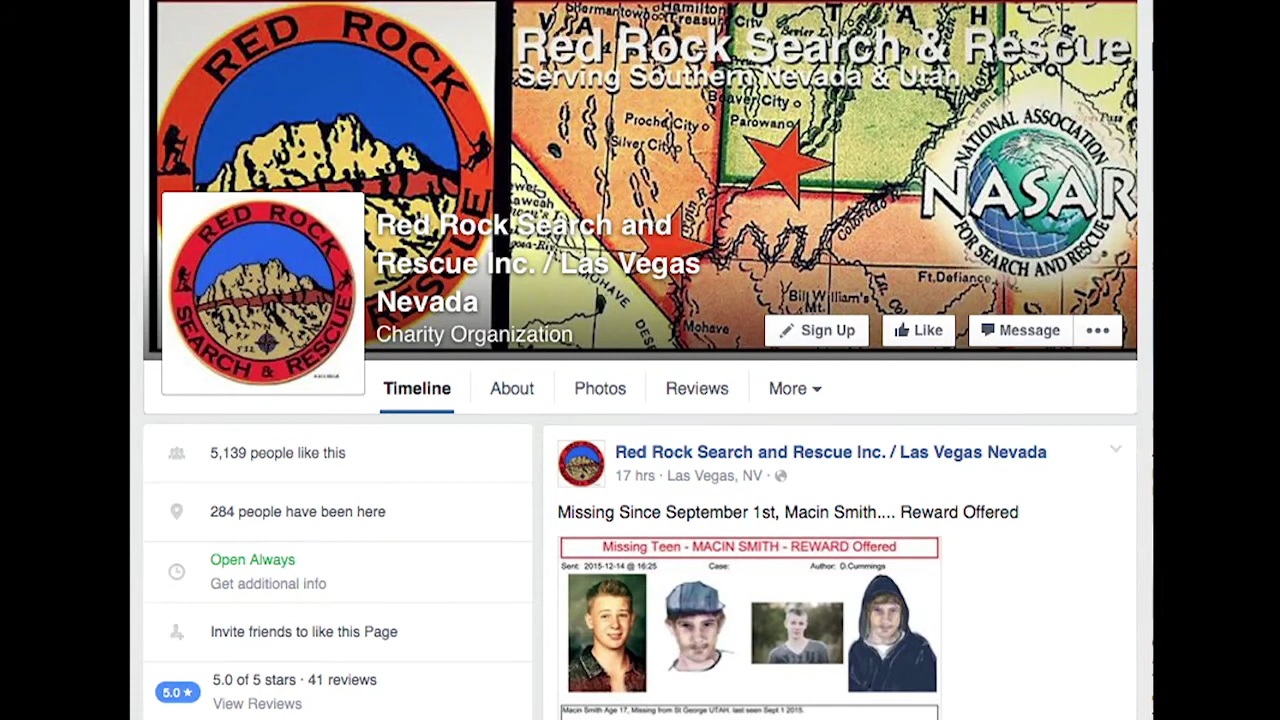 RED ROCK
RESCUE
Red Rock Search & Rescue
Serving Southern Nevada & Utah
Hamilton
Treasur City
U T A H
Beaver City
Parowano
Pioche City
Silver City
Colorado R
Ft. Defiance
Bill William's
Mt.
MOHAVE
Mohave
NATIONAL ASSOCIATION
NASAR
FOR SEARCH AND RESCUE
RED ROCK
SEARCH & RESCUE
Red Rock Search and
Rescue Inc. / Las Vegas
Nevada
Charity Organization
Sign Up
Like
Message
Timeline
About
Photos
Reviews
More
5,139 people like this
284 people have been here
Open Always
Get additional info
Invite friends to like this Page
5.0 ★
5.0 of 5 stars · 41 reviews
View Reviews
Red Rock Search and Rescue Inc. / Las Vegas Nevada
17 hrs · Las Vegas, NV ·
Missing Since September 1st, Macin Smith.... Reward Offered
Missing Teen - MACIN SMITH - REWARD Offered
Sent: 2015-12-14 @ 16:25 Case: Author: D.Cummings
Macin Smith Age 17, Missing from St George UTAH, last seen Sept 1 2015.